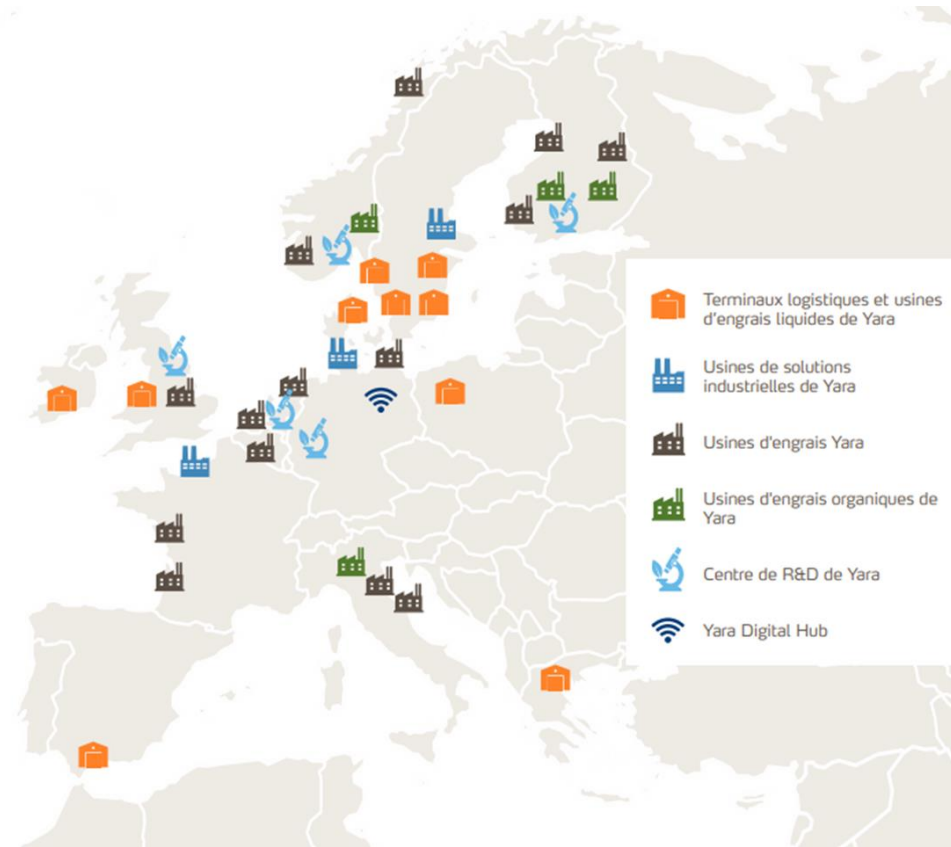 Terminaux logistiques et usines
d'engrais liquides de Yara
Usines de solutions
industrielles de Yara
Usines d'engrais Yara
Usines d'engrais organiques de
Yara
Centre de R&D de Yara
Yara Digital Hub